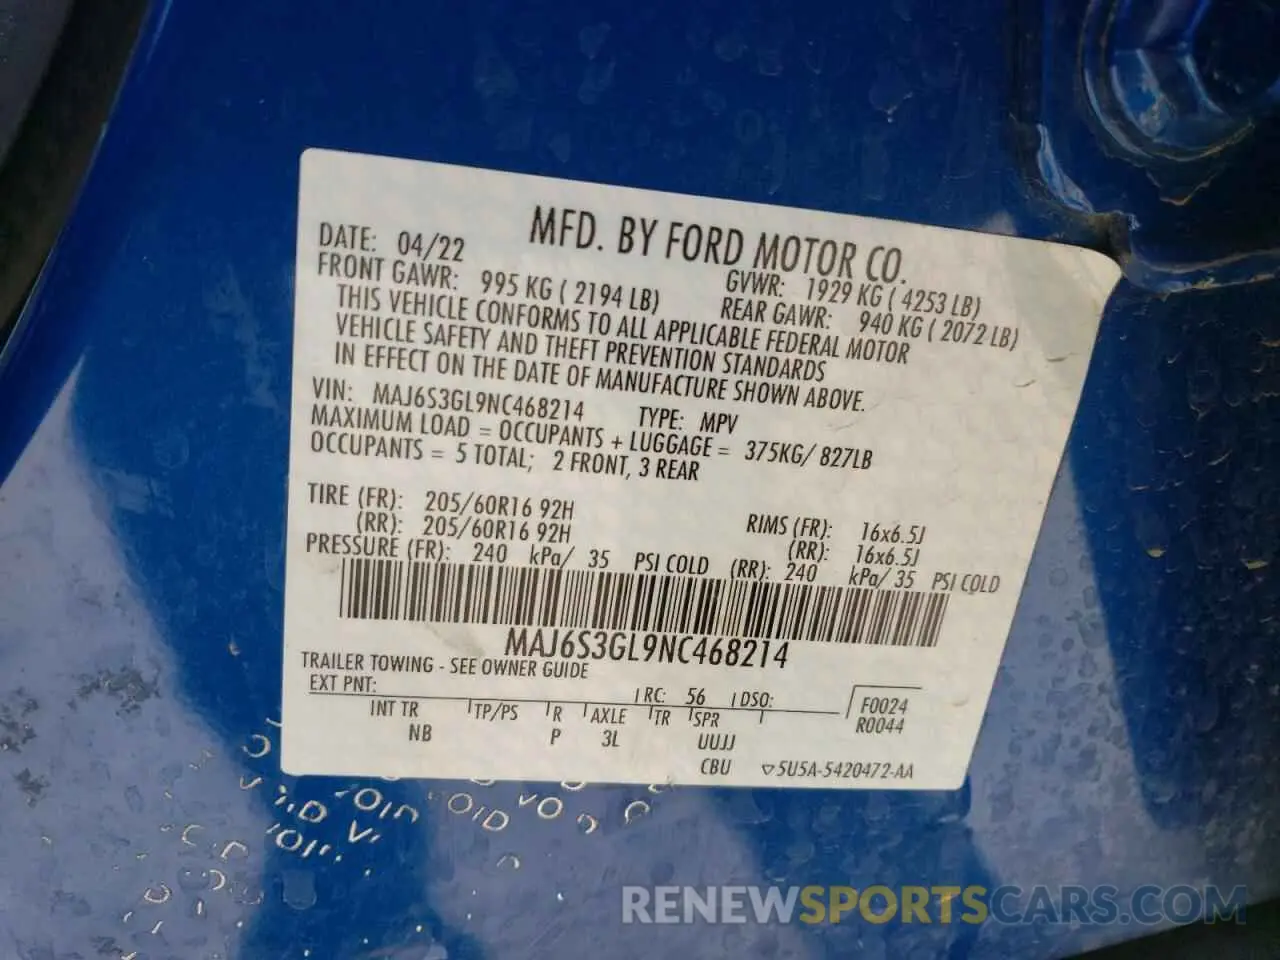 MFD. BY FORD MOTOR CO.
DATE: 04/22 GVWR: 1929 KG ( 4253 LB)
FRONT GAWR: 995 KG ( 2194 LB) REAR GAWR: 940 KG ( 2072 LB)
THIS VEHICLE CONFORMS TO ALL APPLICABLE FEDERAL MOTOR
VEHICLE SAFETY AND THEFT PREVENTION STANDARDS
IN EFFECT ON THE DATE OF MANUFACTURE SHOWN ABOVE.
VIN: MAJ6S3GL9NC468214 TYPE: MPV
MAXIMUM LOAD = OCCUPANTS + LUGGAGE = 375KG/ 827LB
OCCUPANTS = 5 TOTAL; 2 FRONT, 3 REAR
TIRE (FR): 205/60R16 92H RIMS (FR): 16x6.5J
(RR): 205/60R16 92H (RR): 16x6.5J
PRESSURE (FR): 240 kPa/ 35 PSI COLD (RR): 240 kPa/ 35 PSI COLD
MAJ6S3GL9NC468214
TRAILER TOWING - SEE OWNER GUIDE
EXT PNT: RC: 56 DSO: F0024
INT TR TP/PS R AXLE TR SPR R0044
NB P 3L UUJJ
CBU ▽5U5A-5420472-AA
RENEWSPORTSCARS.COM